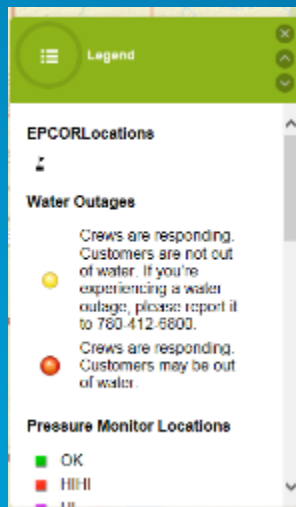 Legend
EPCORLocations
Water Outages
Crews are responding.
Customers are not out
of water. If you're
experiencing a water
outage, please report it
to 780-412-6800.
Crews are responding.
Customers may be out
of water.
Pressure Monitor Locations
OK
HIHI
HI